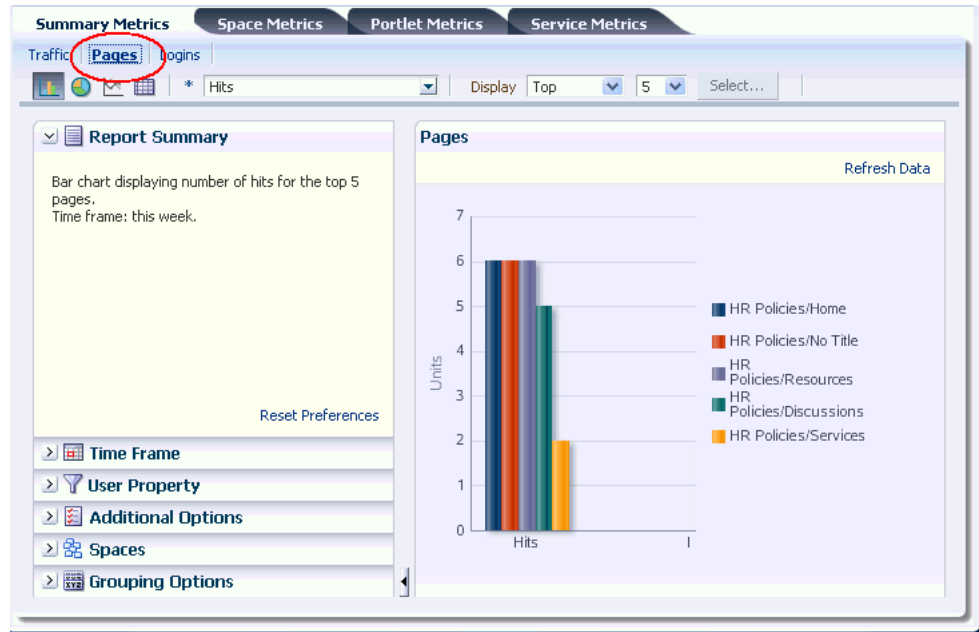 Summary Metrics Space Metrics Portlet Metrics Service Metrics
Traffic Pages Logins
* Hits Display Top 5 Select...
Report Summary
Bar chart displaying number of hits for the top 5
pages.
Time frame: this week.
Reset Preferences
Time Frame
User Property
Additional Options
Spaces
Grouping Options
Pages
Refresh Data
7
6
5
4
3
2
1
0
Units
Hits
HR Policies/Home
HR Policies/No Title
HR
Policies/Resources
HR
Policies/Discussions
HR Policies/Services